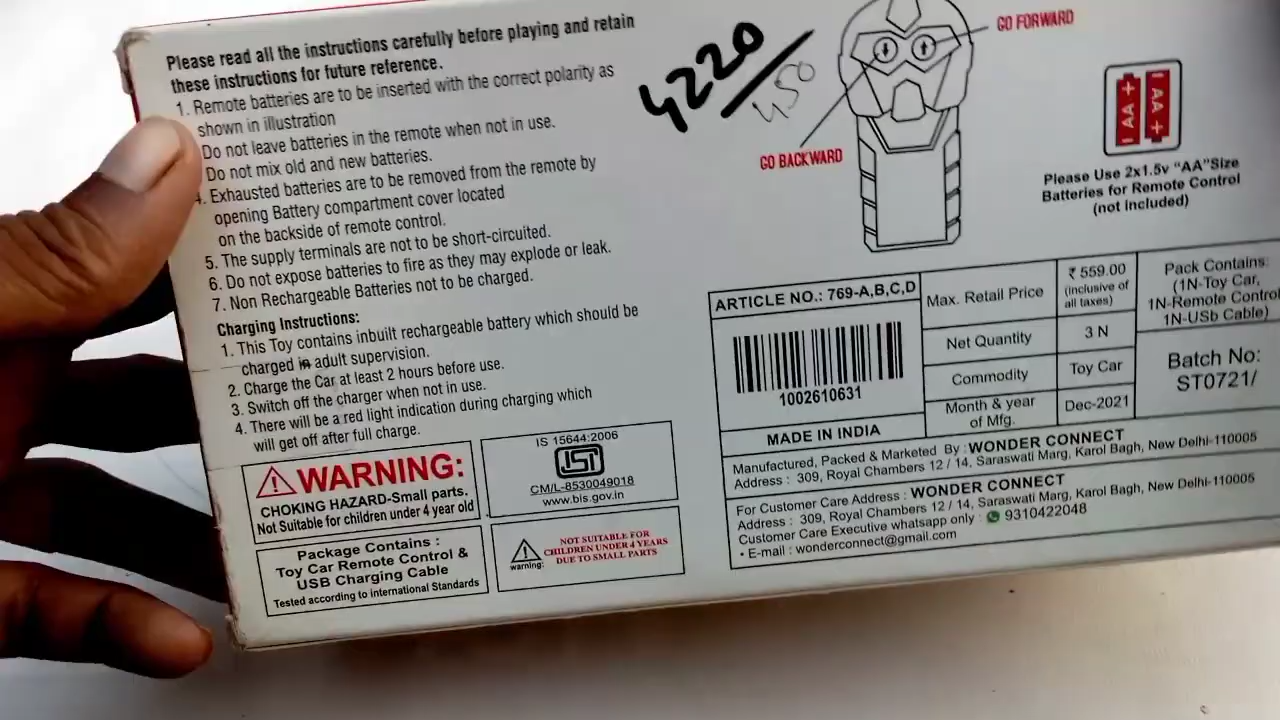 Please read all the instructions carefully before playing and retain
these instructions for future reference.
1. Remote batteries are to be inserted with the correct polarity as
shown in illustration
Do not leave batteries in the remote when not in use.
Do not mix old and new batteries.
4. Exhausted batteries are to be removed from the remote by
opening Battery compartment cover located
on the backside of remote control.
5. The supply terminals are not to be short-circuited.
6. Do not expose batteries to fire as they may explode or leak.
7. Non Rechargeable Batteries not to be charged.
Charging Instructions:
1. This Toy contains inbuilt rechargeable battery which should be
charged in adult supervision.
2. Charge the Car at least 2 hours before use.
3. Switch off the charger when not in use.
4. There will be a red light indication during charging which
will get off after full charge.
WARNING:
CHOKING HAZARD-Small parts.
Not Suitable for children under 4 year old
Package Contains :
Toy Car Remote Control &
USB Charging Cable
Tested according to international Standards
IS 15644:2006
ISI
CM/L-8530049018
www.bis.gov.in
warning:
NOT SUITABLE FOR
CHILDREN UNDER 4 YEARS
DUE TO SMALL PARTS
4220
450
GO FORWARD
GO BACKWARD
AA +
AA +
Please Use 2x1.5v "AA"Size
Batteries for Remote Control
(not included)
ARTICLE NO.: 769-A,B,C,D
1002610631
MADE IN INDIA
Max. Retail Price
₹ 559.00
(inclusive of
all taxes)
Net Quantity
3 N
Commodity
Toy Car
Month & year
of Mfg.
Dec-2021
Pack Contains:
(1N-Toy Car,
1N-Remote Control
1N-USb Cable)
Batch No:
ST0721/
Manufactured, Packed & Marketed By : WONDER CONNECT
Address : 309, Royal Chambers 12 / 14, Saraswati Marg, Karol Bagh, New Delhi-110005
For Customer Care Address : WONDER CONNECT
Address : 309, Royal Chambers 12 / 14, Saraswati Marg, Karol Bagh, New Delhi-110005
Customer Care Executive whatsapp only : 9310422048
• E-mail : wonderconnect@gmail.com